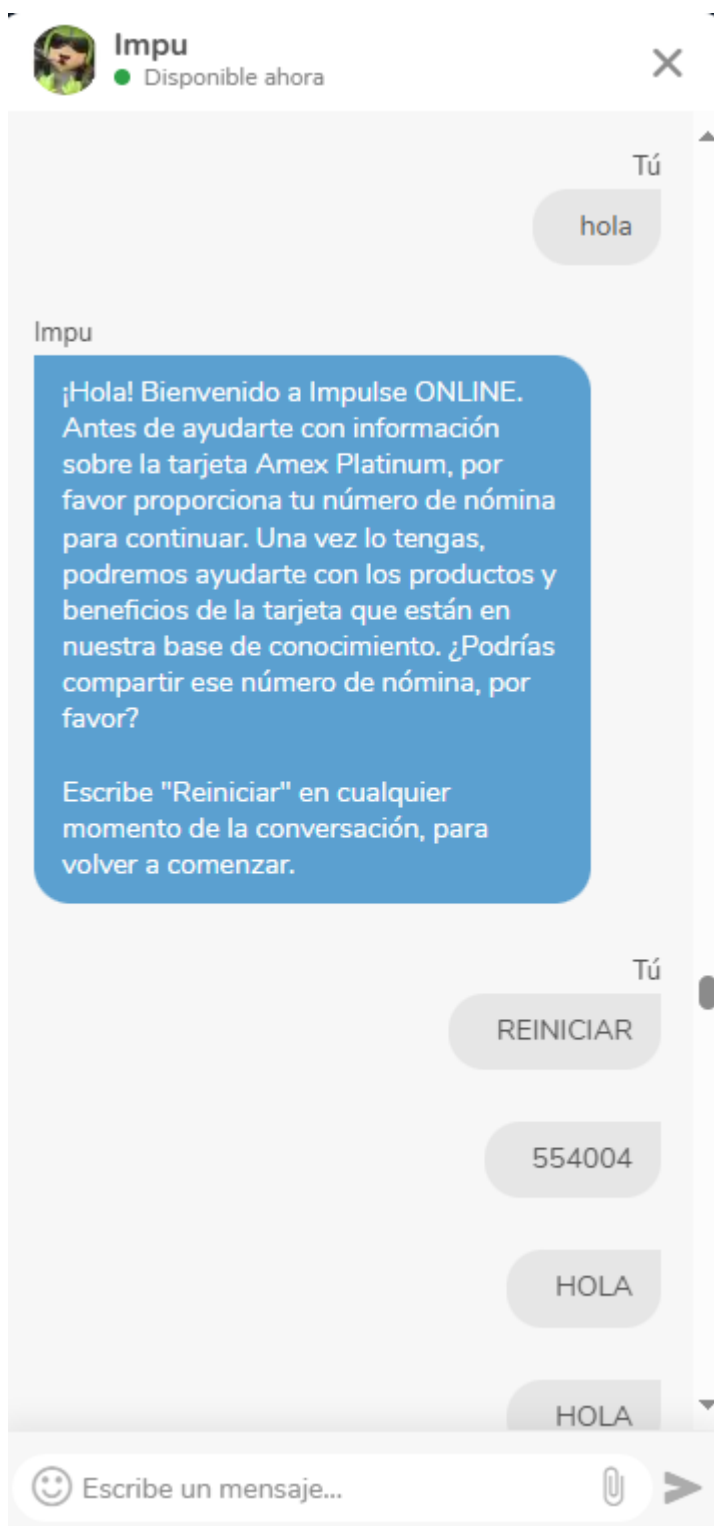 Impu
Disponible ahora
Tú
hola
Impu
¡Hola! Bienvenido a Impulse ONLINE.
Antes de ayudarte con información
sobre la tarjeta Amex Platinum, por
favor proporciona tu número de nómina
para continuar. Una vez lo tengas,
podremos ayudarte con los productos y
beneficios de la tarjeta que están en
nuestra base de conocimiento. ¿Podrías
compartir ese número de nómina, por
favor?
Escribe "Reiniciar" en cualquier
momento de la conversación, para
volver a comenzar.
Tú
REINICIAR
554004
HOLA
HOLA
Escribe un mensaje...